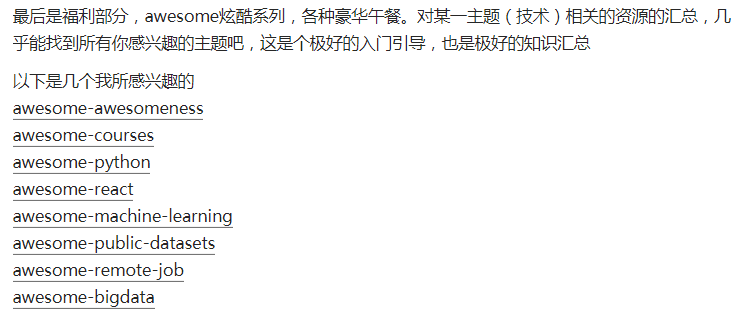 最后是福利部分，awesome炫酷系列，各种豪华午餐。对某一主题（技术）相关的资源的汇总，几
乎能找到所有你感兴趣的主题吧，这是个极好的入门引导，也是极好的知识汇总
以下是几个我所感兴趣的
awesome-awesomeness
awesome-courses
awesome-python
awesome-react
awesome-machine-learning
awesome-public-datasets
awesome-remote-job
awesome-bigdata